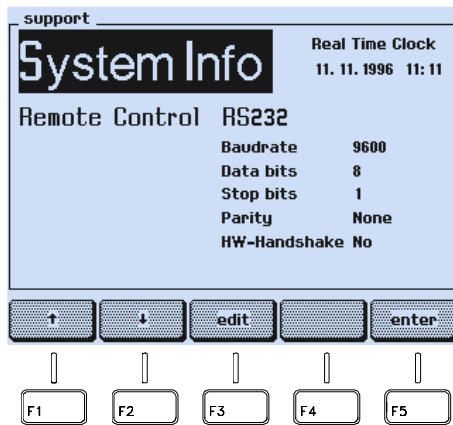 support
System Info
Real Time Clock
11. 11. 1996 11:11
Remote Control RS232
Baudrate 9600
Data bits 8
Stop bits 1
Parity None
HW-Handshake No
↑ ↓ edit enter
F1 F2 F3 F4 F5